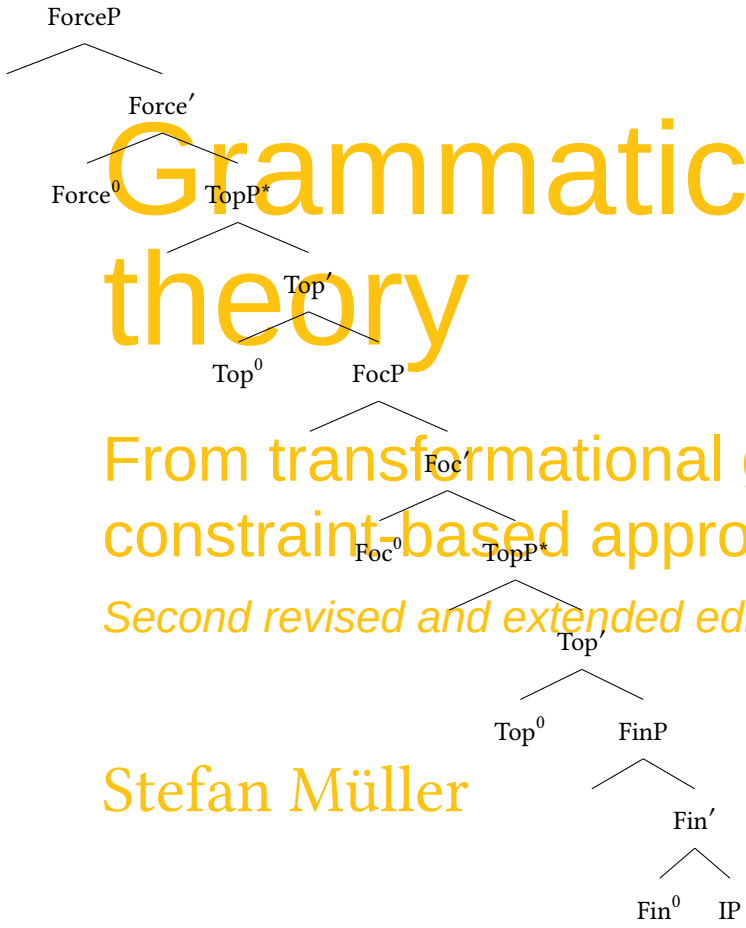 ForceP
Force′
Grammatic
Force⁰ TopP*
theory
Top′
Top⁰ FocP
From transformational
Foc′
constraint-based appro
Foc⁰ TopP*
Second revised and extended ed
Top′
Top⁰ FinP
Stefan Müller
Fin′
Fin⁰ IP